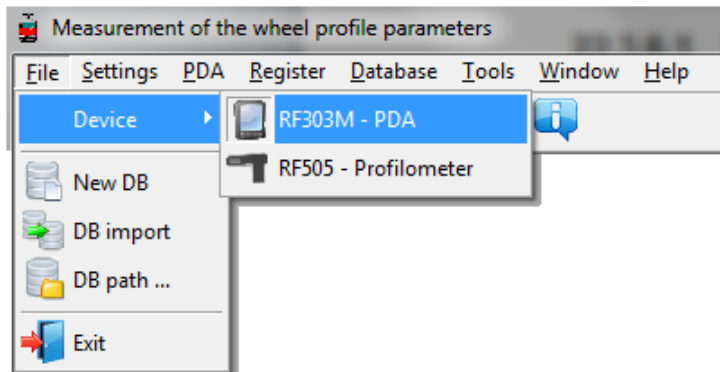 Measurement of the wheel profile parameters
File Settings PDA Register Database Tools Window Help
Device
RF303M - PDA
RF505 - Profilometer
New DB
DB import
DB path ...
Exit